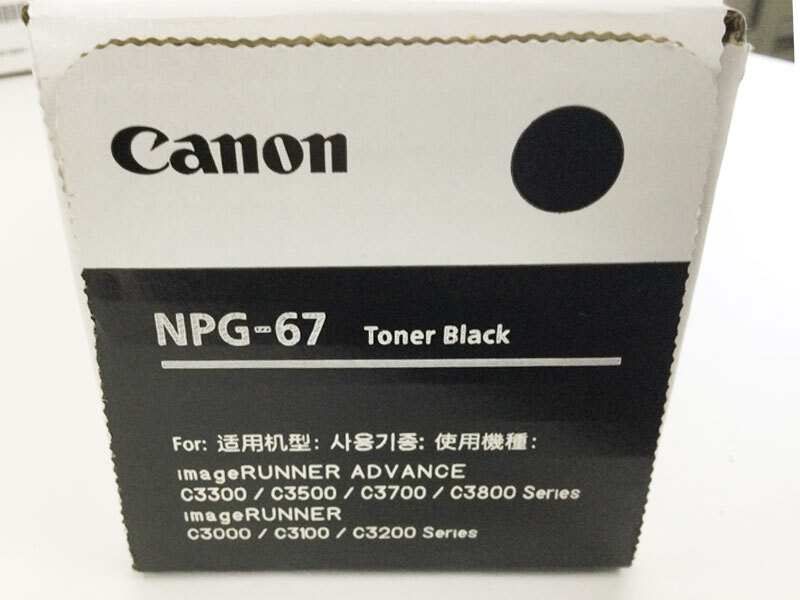 Canon
NPG-67 Toner Black
For: 适用机型: 사용기종: 使用機種:
imageRUNNER ADVANCE
C3300 / C3500 / C3700 / C3800 Series
imageRUNNER
C3000 / C3100 / C3200 Series